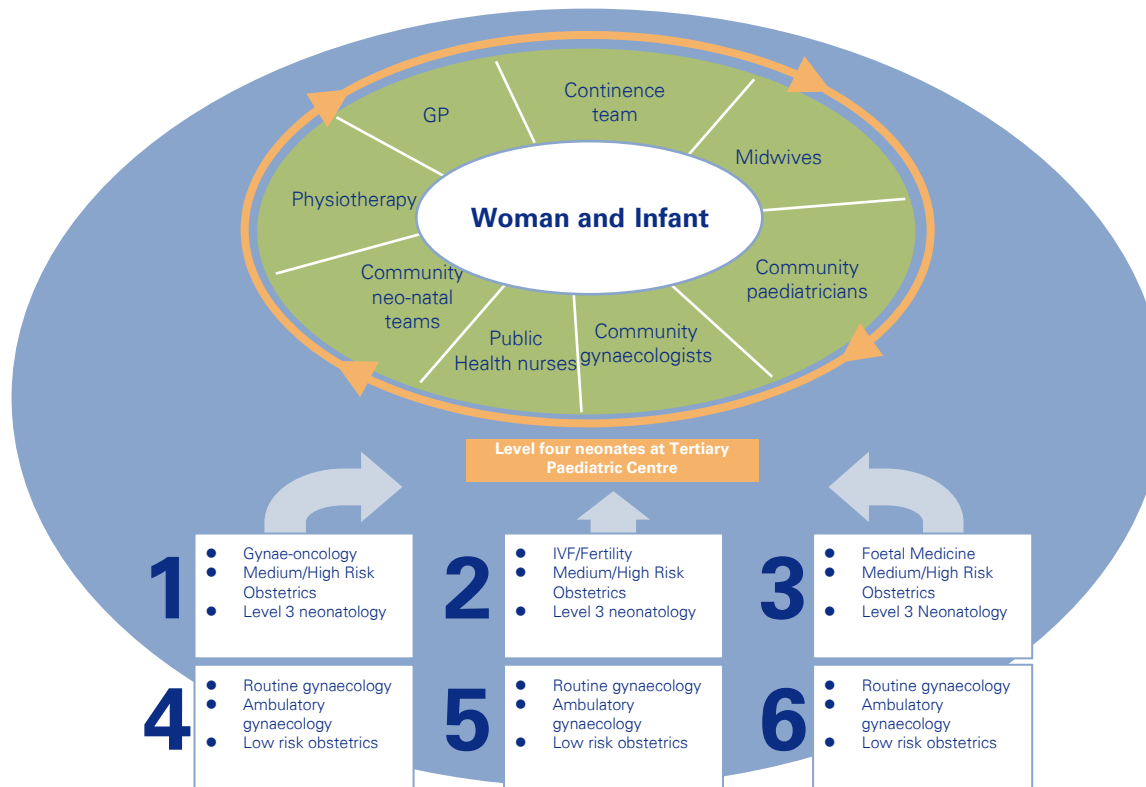 GP
Continence
team
Midwives
Physiotherapy
Woman and Infant
Community
paediatricians
Community
neo-natal
teams
Public
Health nurses
Community
gynaecologists
Level four neonates at Tertiary
Paediatric Centre
1
● Gynae-oncology
● Medium/High Risk
Obstetrics
● Level 3 neonatology
2
● IVF/Fertility
● Medium/High Risk
Obstetrics
● Level 3 neonatology
3
● Foetal Medicine
● Medium/High Risk
Obstetrics
● Level 3 Neonatology
4
● Routine gynaecology
● Ambulatory
gynaecology
● Low risk obstetrics
5
● Routine gynaecology
● Ambulatory
gynaecology
● Low risk obstetrics
6
● Routine gynaecology
● Ambulatory
gynaecology
● Low risk obstetrics